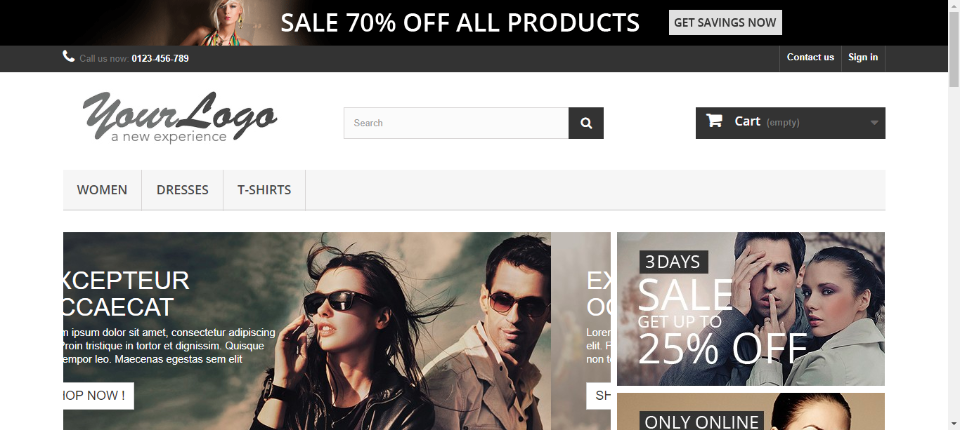 SALE 70% OFF ALL PRODUCTS
GET SAVINGS NOW
Call us now: 0123-456-789
Contact us
Sign in
YourLogo
a new experience
Search
Cart (empty)
WOMEN
DRESSES
T-SHIRTS
XCEPTEUR
CCAECAT
m ipsum dolor sit amet, consectetur adipiscing
Proin tristique in tortor et dignissim. Quisque
tempor leo. Maecenas egestas sem elit
HOP NOW !
EX
OC
Lorem
elit. F
non t
SH
3 DAYS
SALE
GET UP TO
25% OFF
ONLY ONLINE